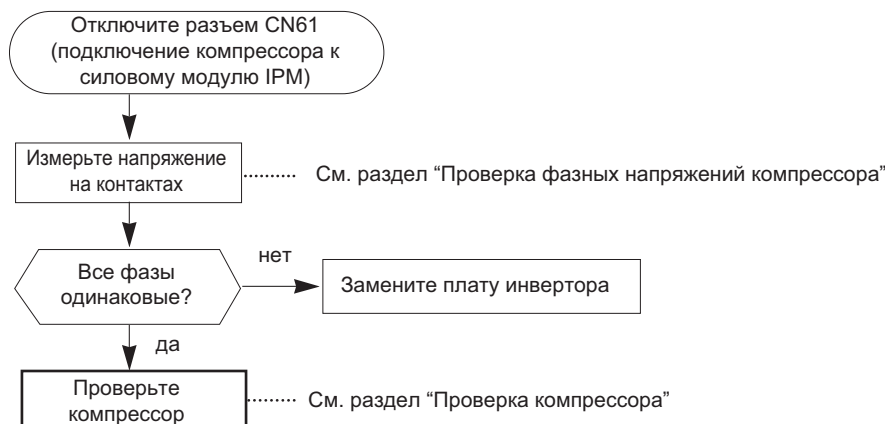 Отключите разъем CN61
(подключение компрессора к
силовому модулю IPM)
Измерьте напряжение
на контактах
См. раздел “Проверка фазных напряжений компрессора”
Все фазы
одинаковые?
нет
Замените плату инвертора
да
Проверьте
компрессор
См. раздел “Проверка компрессора”